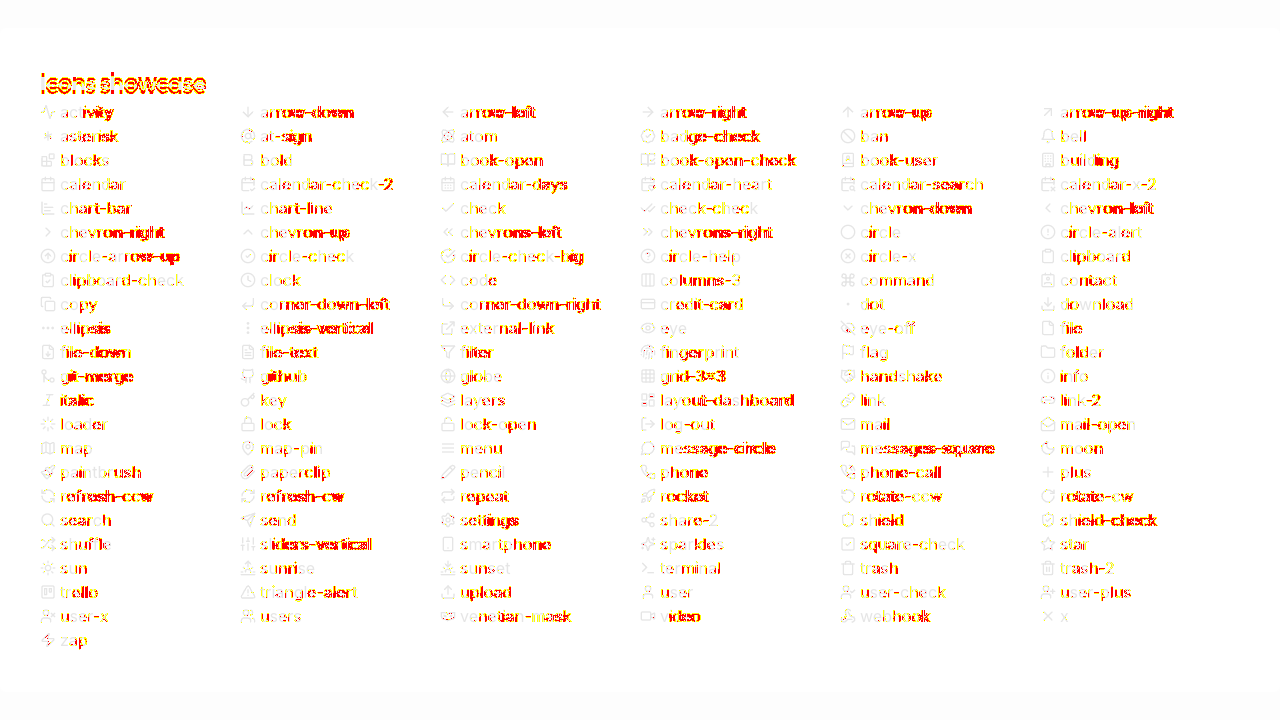 Icons showcase
activity arrow-down arrow-left arrow-right arrow-up arrow-up-right
asterisk at-sign atom badge-check ban bell
blocks bold book-open book-open-check book-user building
calendar calendar-check-2 calendar-days calendar-heart calendar-search calendar-x-2
chart-bar chart-line check check-check chevron-down chevron-left
chevron-right chevron-up chevrons-left chevrons-right circle circle-alert
circle-arrow-up circle-check circle-check-big circle-help circle-x clipboard
clipboard-check clock code columns-3 command contact
copy corner-down-left corner-down-right credit-card dot download
ellipsis ellipsis-vertical external-link eye eye-off file
file-down file-text filter fingerprint flag folder
git-merge github globe grid-3x3 handshake info
italic key layers layout-dashboard link link-2
loader lock lock-open log-out mail mail-open
map map-pin menu message-circle messages-square moon
paintbrush paperclip pencil phone phone-call plus
refresh-ccw refresh-cw repeat rocket rotate-ccw rotate-cw
search send settings share-2 shield shield-check
shuffle sliders-vertical smartphone sparkles square-check star
sun sunrise sunset terminal trash trash-2
trello triangle-alert upload user user-check user-plus
user-x users venetian-mask video webhook x
zap